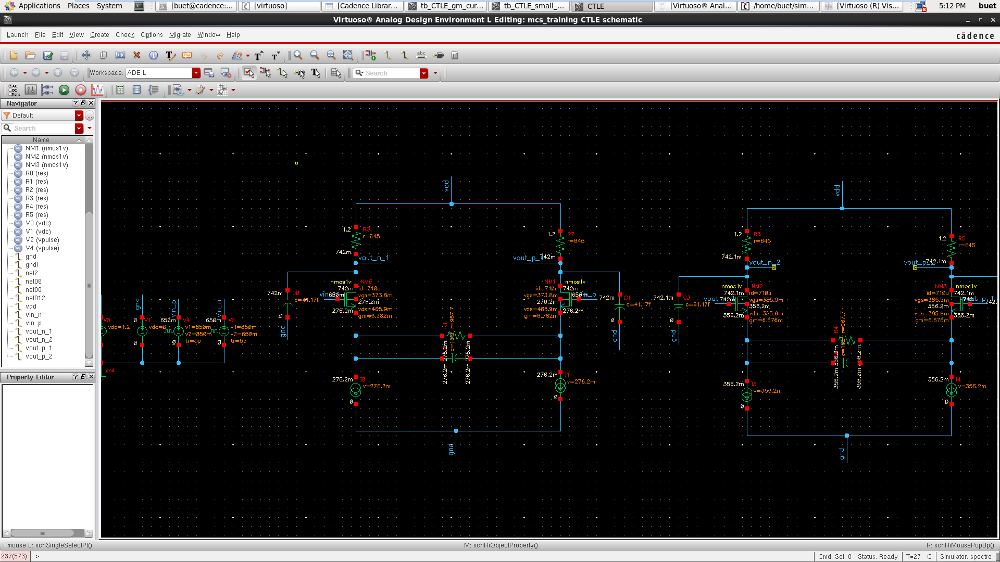 Applications Places System [buet@cadence:... [virtuoso] [Cadence Librar... tb_CTLE_gm_cur... tb_CTLE_small_... CTLE [Virtuoso® Anal... /home/buet/sim... [Virtuoso (R) Vis... 5:12 PM buet
Virtuoso® Analog Design Environment L Editing: mcs_training CTLE schematic
Launch File Edit View Create Check Options Migrate Window Help cādence
Workspace: ADE L Search
Navigator
Default
Search
Name
NM1 (nmos1v)
NM2 (nmos1v)
NM3 (nmos1v)
R0 (res)
R1 (res)
R2 (res)
R3 (res)
R4 (res)
R5 (res)
V0 (vdc)
V1 (vdc)
V2 (vpulse)
V4 (vpulse)
gnd
gnd!
net2
net06
net08
net012
vdd
vin_n
vin_p
vout_n_1
vout_n_2
vout_p_1
vout_p_2
Property Editor
vdd
vdd
1.2 R0
r=645
742m
vout_n_1
1.2 R2
r=645
vout_p_ 742m
1.2 R3
r=645
742.1m
vout_n_2
1.2 R5
r=645
742.1m
nmos1v NM0
742m id=710u
vgs=373.8m
276.2m
vds=465.9m
276.2m gm=6.782m
742m C0
c=41.17f
0
gnd
NM1 nmos1v
id=710u 742m
vgs=373.8m
276.2m
vds=465.9m
gm=6.782m 276.2m
742m C1
c=41.17f
0
gnd
742.1m C3
c=61.17f
0
gnd
nmos1v NM2
742.1m id=710u
vgs=385.9m
356.2m
vds=385.9m
356.2m gm=6.676m
NM3 nmos1v
id=710u 742.1m
vgs=385.9m
356.2m
vds=385.9m
gm=6.676m 356.2m
V0
vdc=1.2
gnd
V1
0 vdc=0
0
vin_p
650m V4
v1=650m
v2=850m
tr=5p
0
vin_n
650m V2
v1=850m
v2=650m
tr=5p
0
gnd
R1 r=967.7
276.2m 276.2m
276.2m 276.2m
R4 r=967.7
356.2m 356.2m
356.2m 356.2m
276.2m I0
v=276.2m
0
276.2m I1
v=276.2m
0
356.2m I3
v=356.2m
0
356.2m I4
v=356.2m
0
gnd
gnd
mouse L: schSingleSelectPt() M: schHiObjectProperty() R: schHiMousePopUp()
237(573) > Cmd: Sel: 0 Status: Ready T=27 C Simulator: spectre